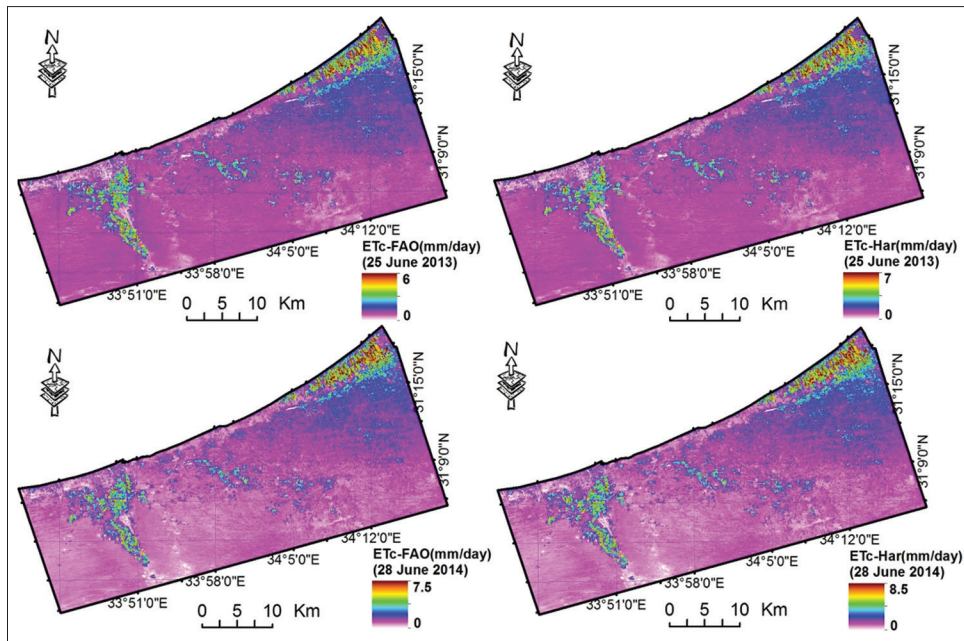 N
31°15'0"N
31°9'0"N
34°12'0"E
34°5'0"E
33°58'0"E
33°51'0"E
ETc-FAO(mm/day)
(25 June 2013)
6
0
0 5 10 Km
N
31°15'0"N
31°9'0"N
34°12'0"E
34°5'0"E
33°58'0"E
33°51'0"E
ETc-Har(mm/day)
(25 June 2013)
7
0
0 5 10 Km
N
31°15'0"N
31°9'0"N
34°12'0"E
34°5'0"E
33°58'0"E
33°51'0"E
ETc-FAO(mm/day)
(28 June 2014)
7.5
0
0 5 10 Km
N
31°15'0"N
31°9'0"N
34°12'0"E
34°5'0"E
33°58'0"E
33°51'0"E
ETc-Har(mm/day)
(28 June 2014)
8.5
0
0 5 10 Km